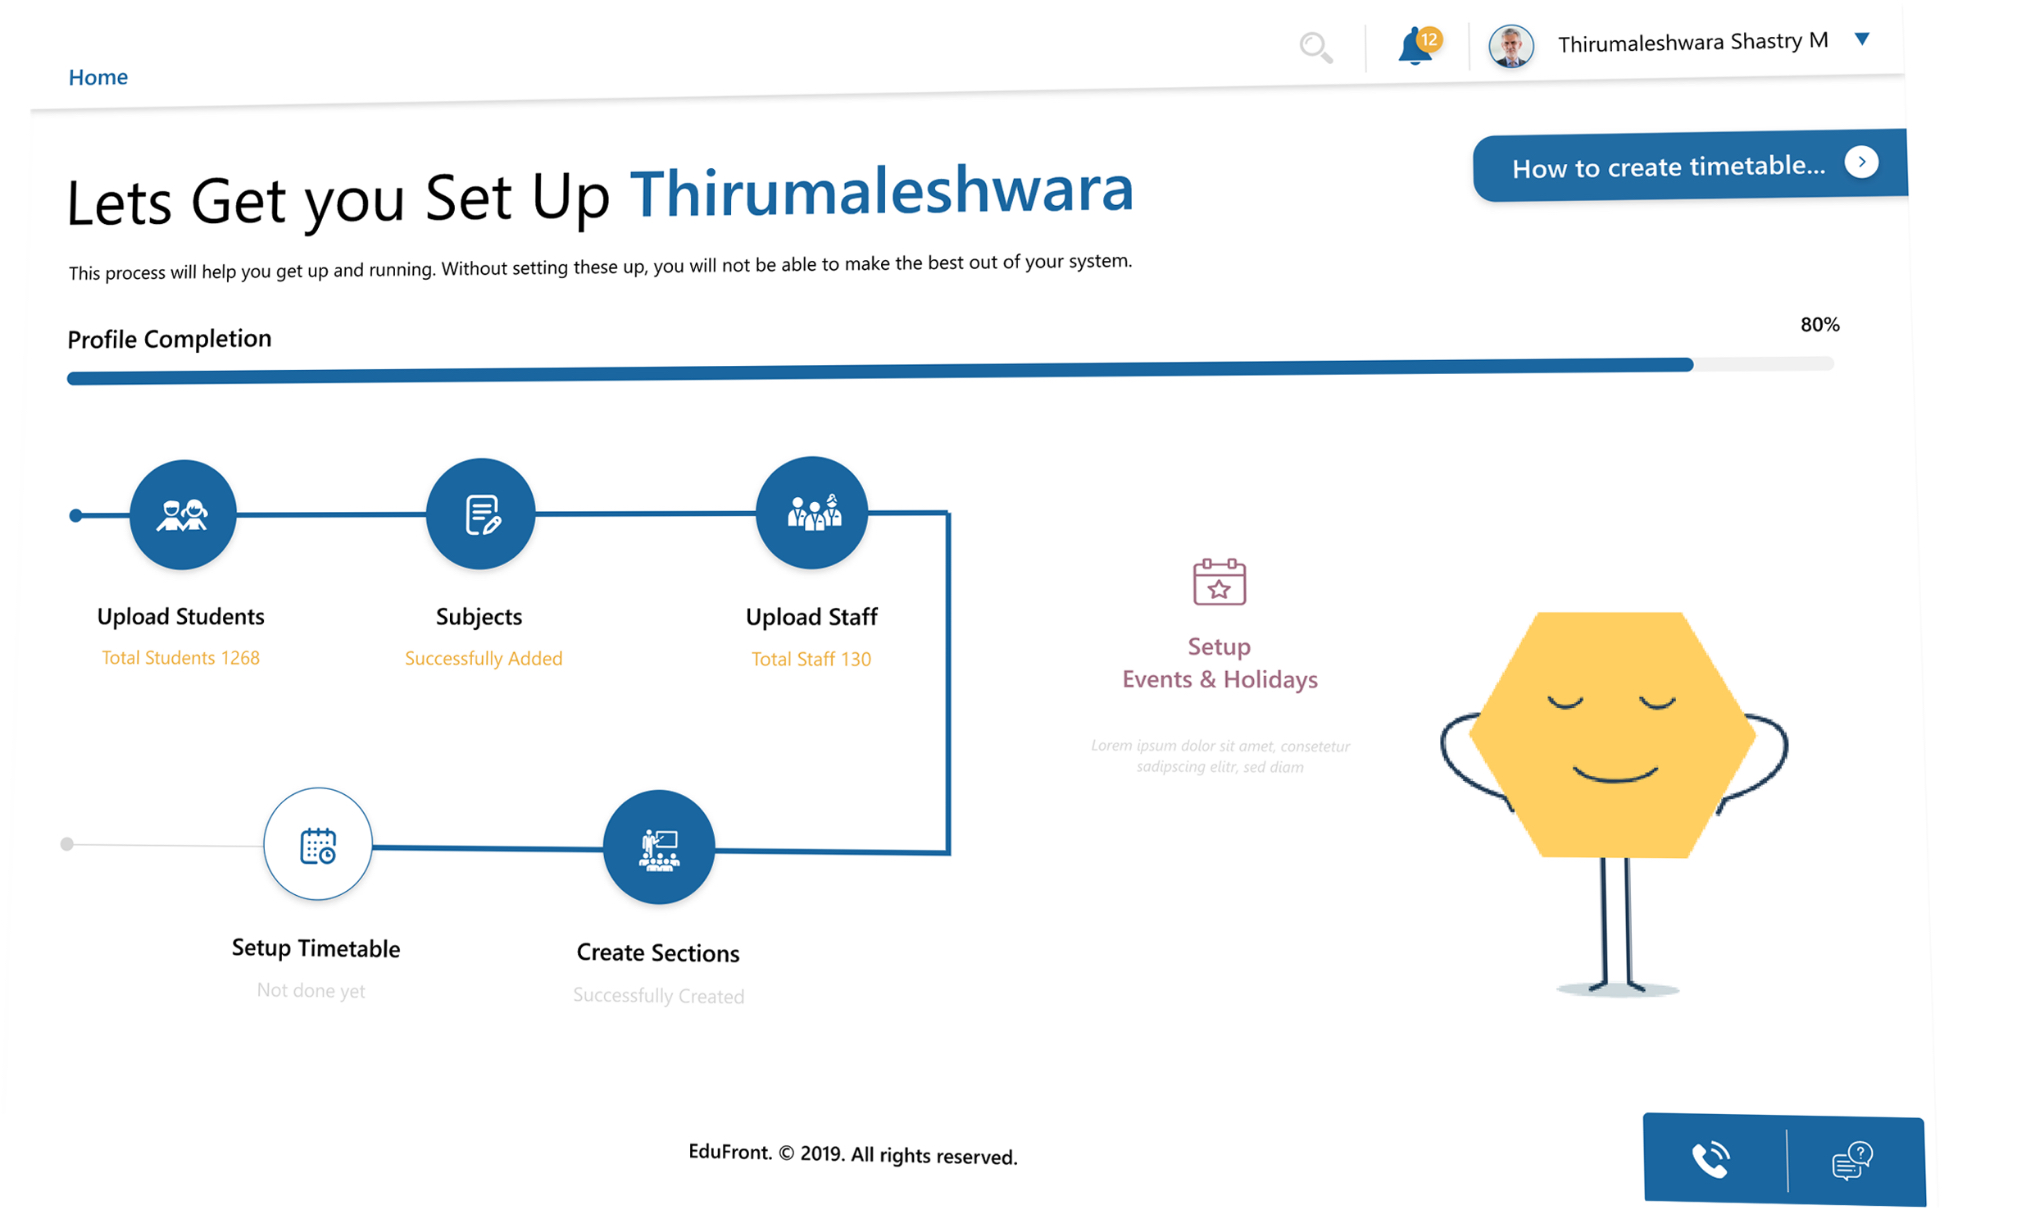 Home
12
Thirumaleshwara Shastry M
How to create timetable...
Lets Get you Set Up Thirumaleshwara
This process will help you get up and running. Without setting these up, you will not be able to make the best out of your system.
Profile Completion
80%
Upload Students
Total Students 1268
Subjects
Successfully Added
Upload Staff
Total Staff 130
Setup
Events & Holidays
Lorem ipsum dolor sit amet, consetetur
sadipscing elitr, sed diam
Setup Timetable
Not done yet
Create Sections
Successfully Created
EduFront. © 2019. All rights reserved.
?